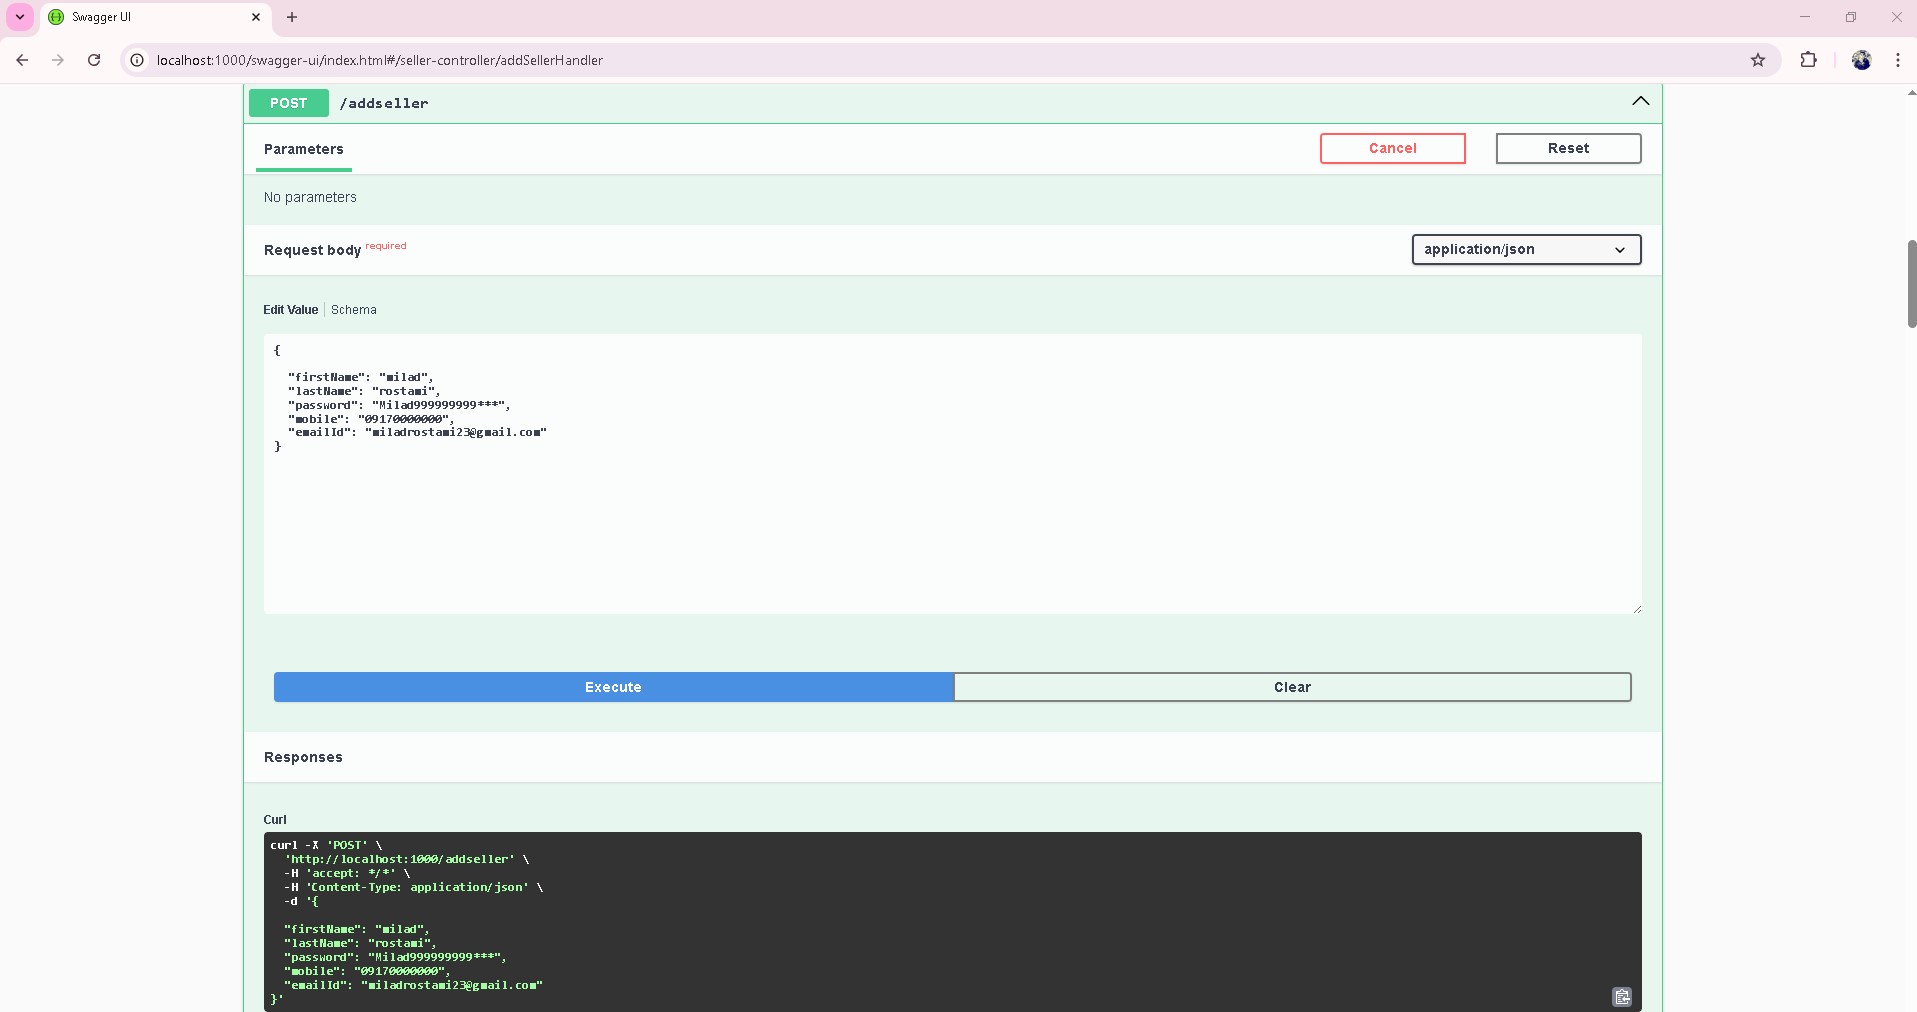 Swagger UI
localhost:1000/swagger-ui/index.html#/seller-controller/addSellerHandler
POST /addseller
Parameters
Cancel
Reset
No parameters
Request body required
application/json
Edit Value | Schema
{
"firstName": "milad",
"lastName": "rostami",
"password": "Milad999999999***",
"mobile": "09170000000",
"emailId": "miladrostami23@gmail.com"
}
Execute
Clear
Responses
Curl
curl -X 'POST' \
'http://localhost:1000/addseller' \
-H 'accept: */*' \
-H 'Content-Type: application/json' \
-d '{
"firstName": "milad",
"lastName": "rostami",
"password": "Milad999999999***",
"mobile": "09170000000",
"emailId": "miladrostami23@gmail.com"
}'